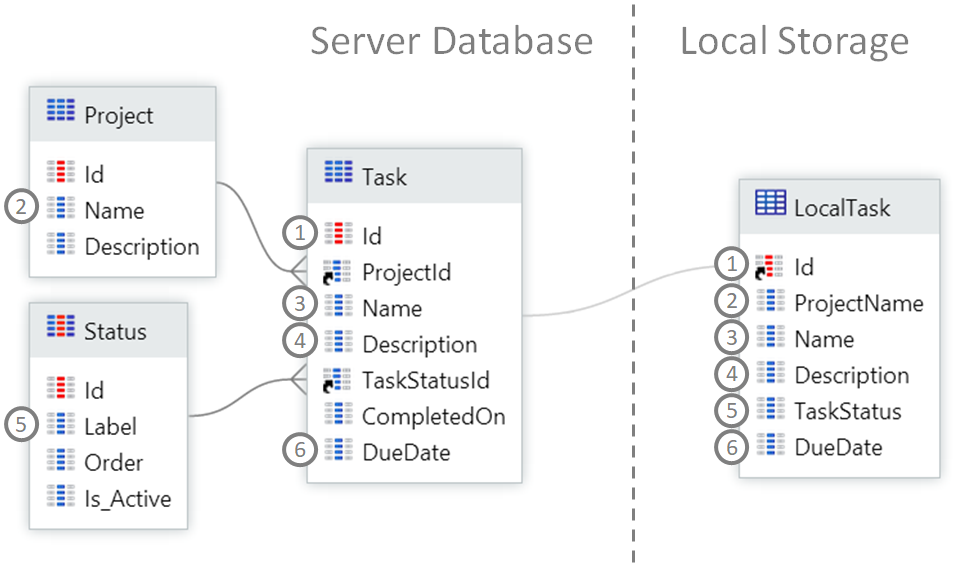 Server Database
Local Storage
Project
Id
2 Name
Description
Status
Id
5 Label
Order
Is_Active
Task
1 Id
ProjectId
3 Name
4 Description
TaskStatusId
CompletedOn
6 DueDate
LocalTask
1 Id
2 ProjectName
3 Name
4 Description
5 TaskStatus
6 DueDate